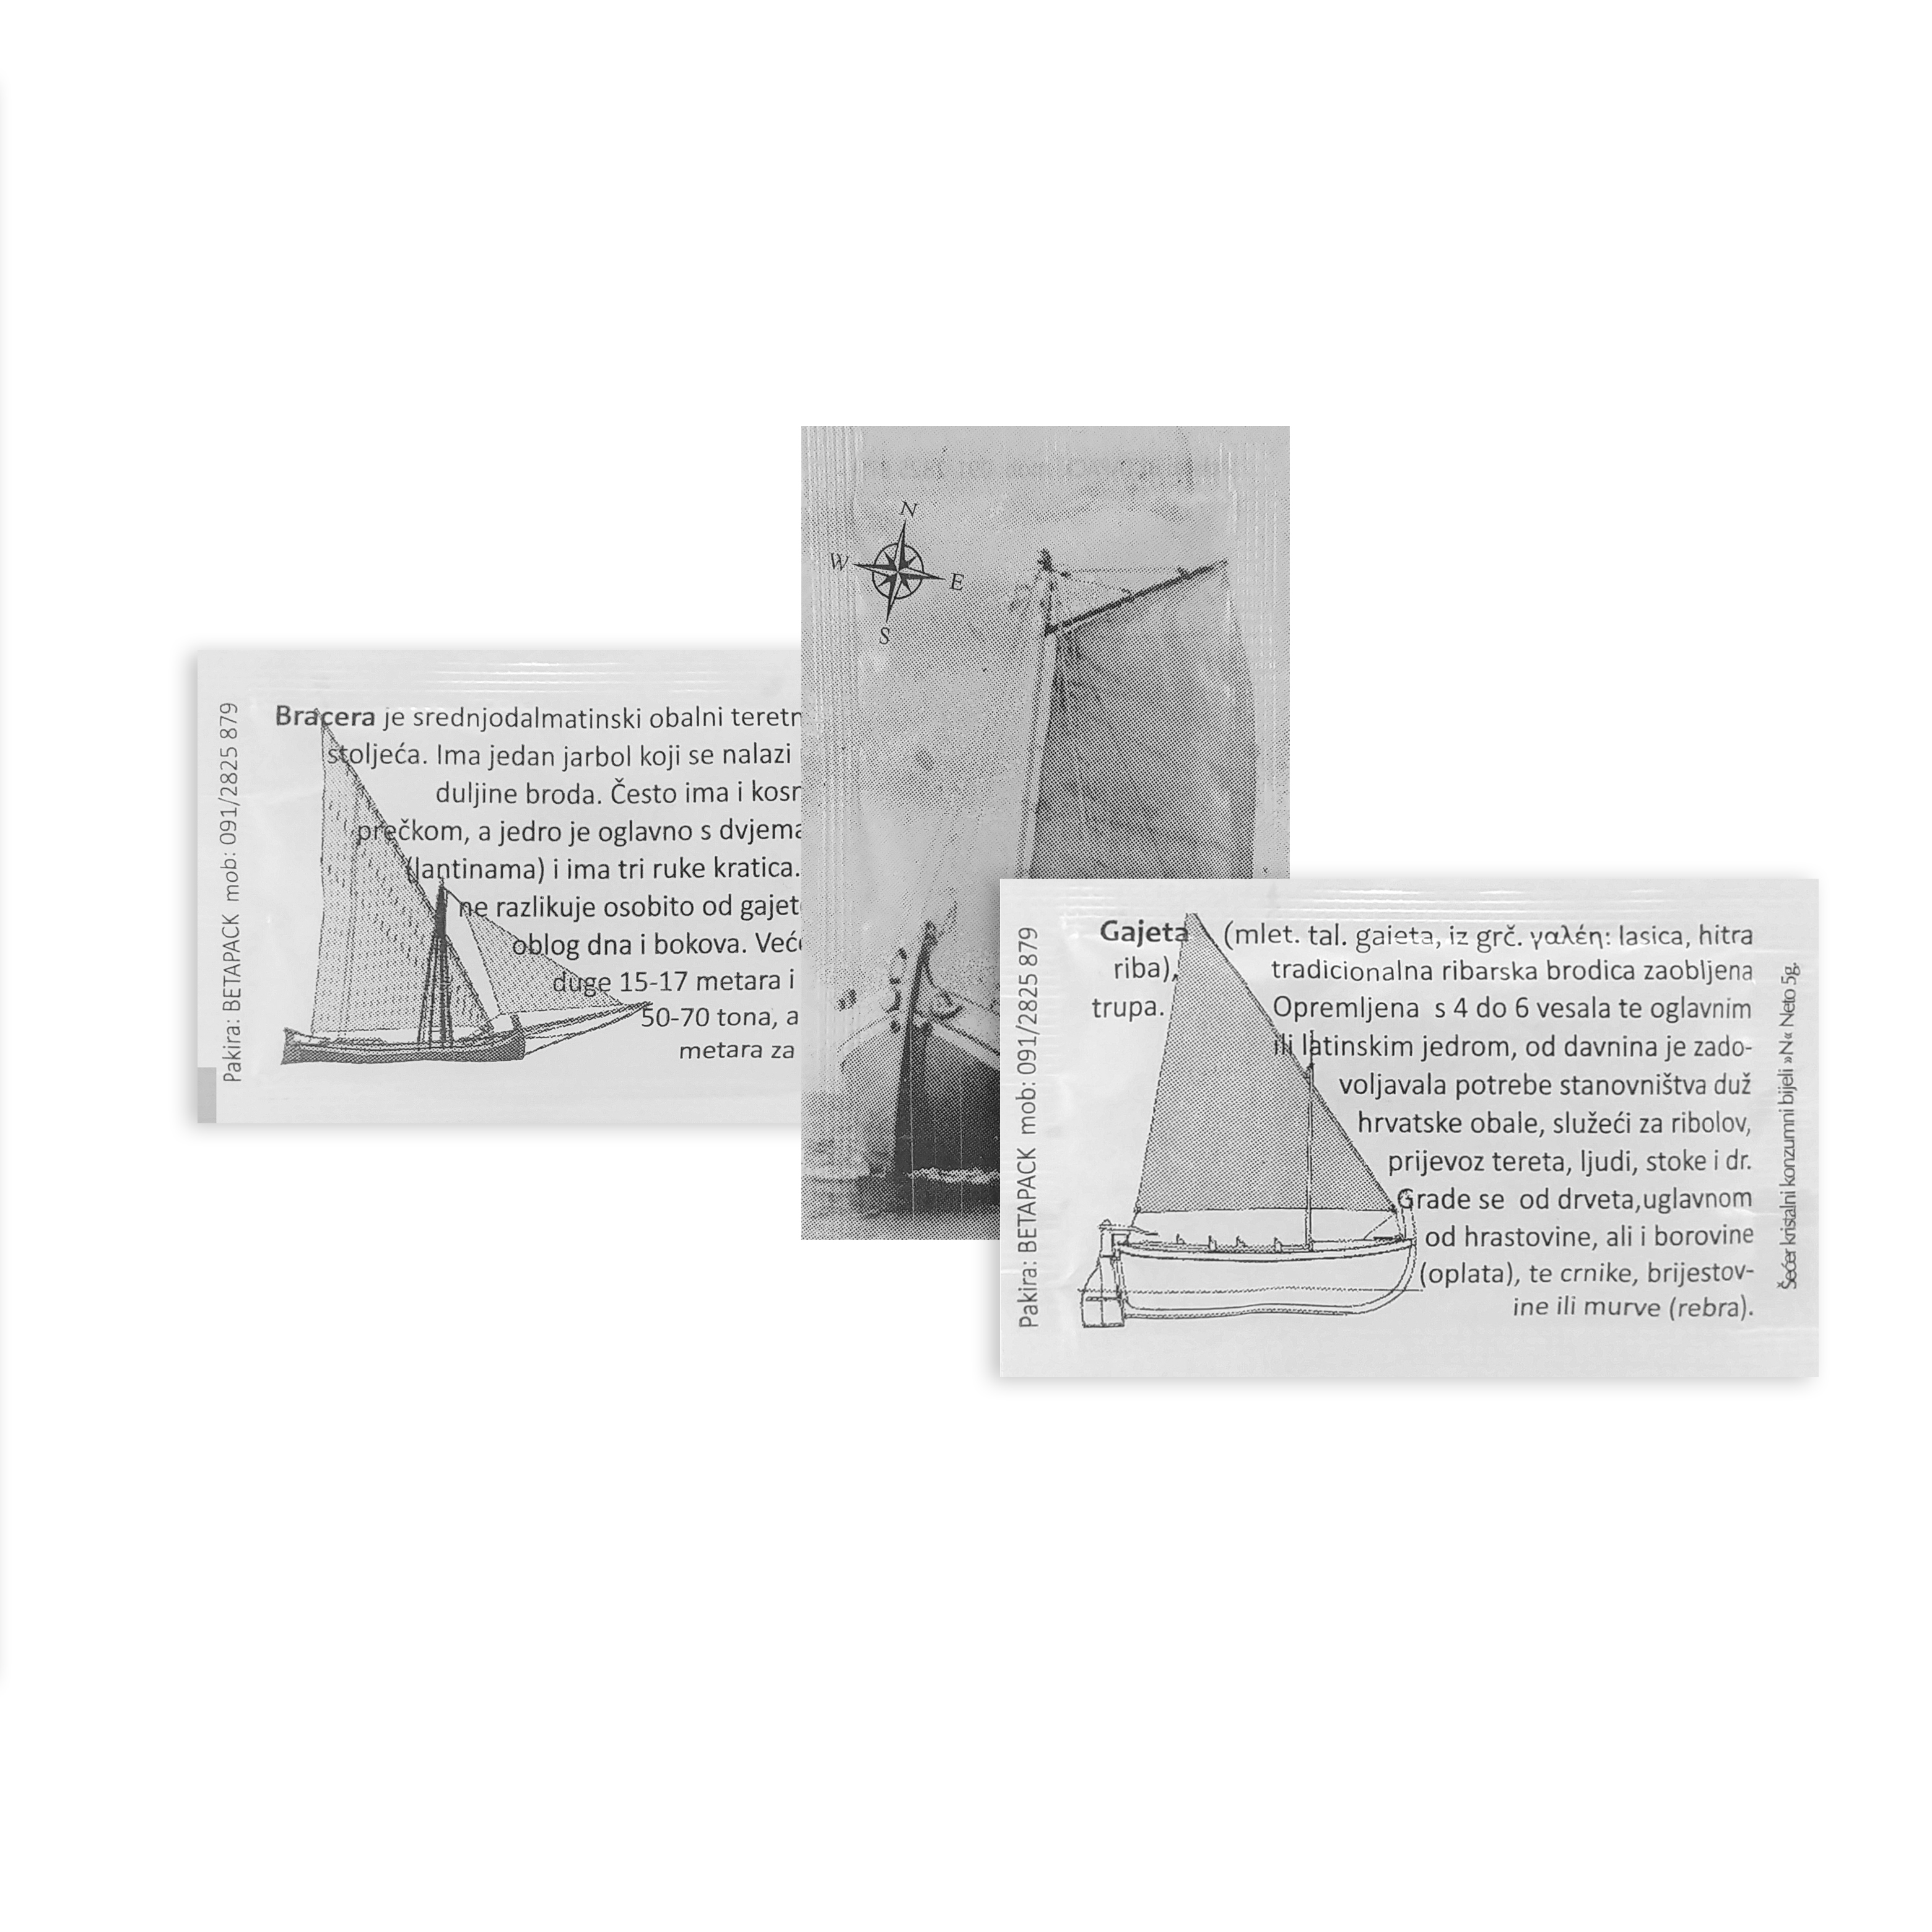 Pakira: BETAPACK mob: 091/2825 879
Bracera je srednjodalmatinski obalni
stoljeća. Ima jedan jarbol koji se nalazi
duljine broda. Često ima i
prečkom, a jedro je oglavno s
(lantinama) i ima tri ruke kratica.
ne razlikuje osobito od
oblog dna i bokova.
duge 15-17 metara i
50-70 tona, a
metara za
N
W
E
S
Pakira: BETAPACK mob: 091/2825 879
Gajeta (mlet. tal. gaieta, iz grč. γαλέη: lasica, hitra
riba), tradicionalna ribarska brodica zaobljena
trupa. Opremljena s 4 do 6 vesala te oglavnim
ili latinskim jedrom, od davnina je zado-
voljavala potrebe stanovništva duž
hrvatske obale, služeći za ribolov,
prijevoz tereta, ljudi, stoke i dr.
Grade se od drveta,uglavnom
od hrastovine, ali i borovine
(oplata), te crnike, brijestov-
ine ili murve (rebra).
Šećer kristalni konzumni bijeli »N« Neto 5g.